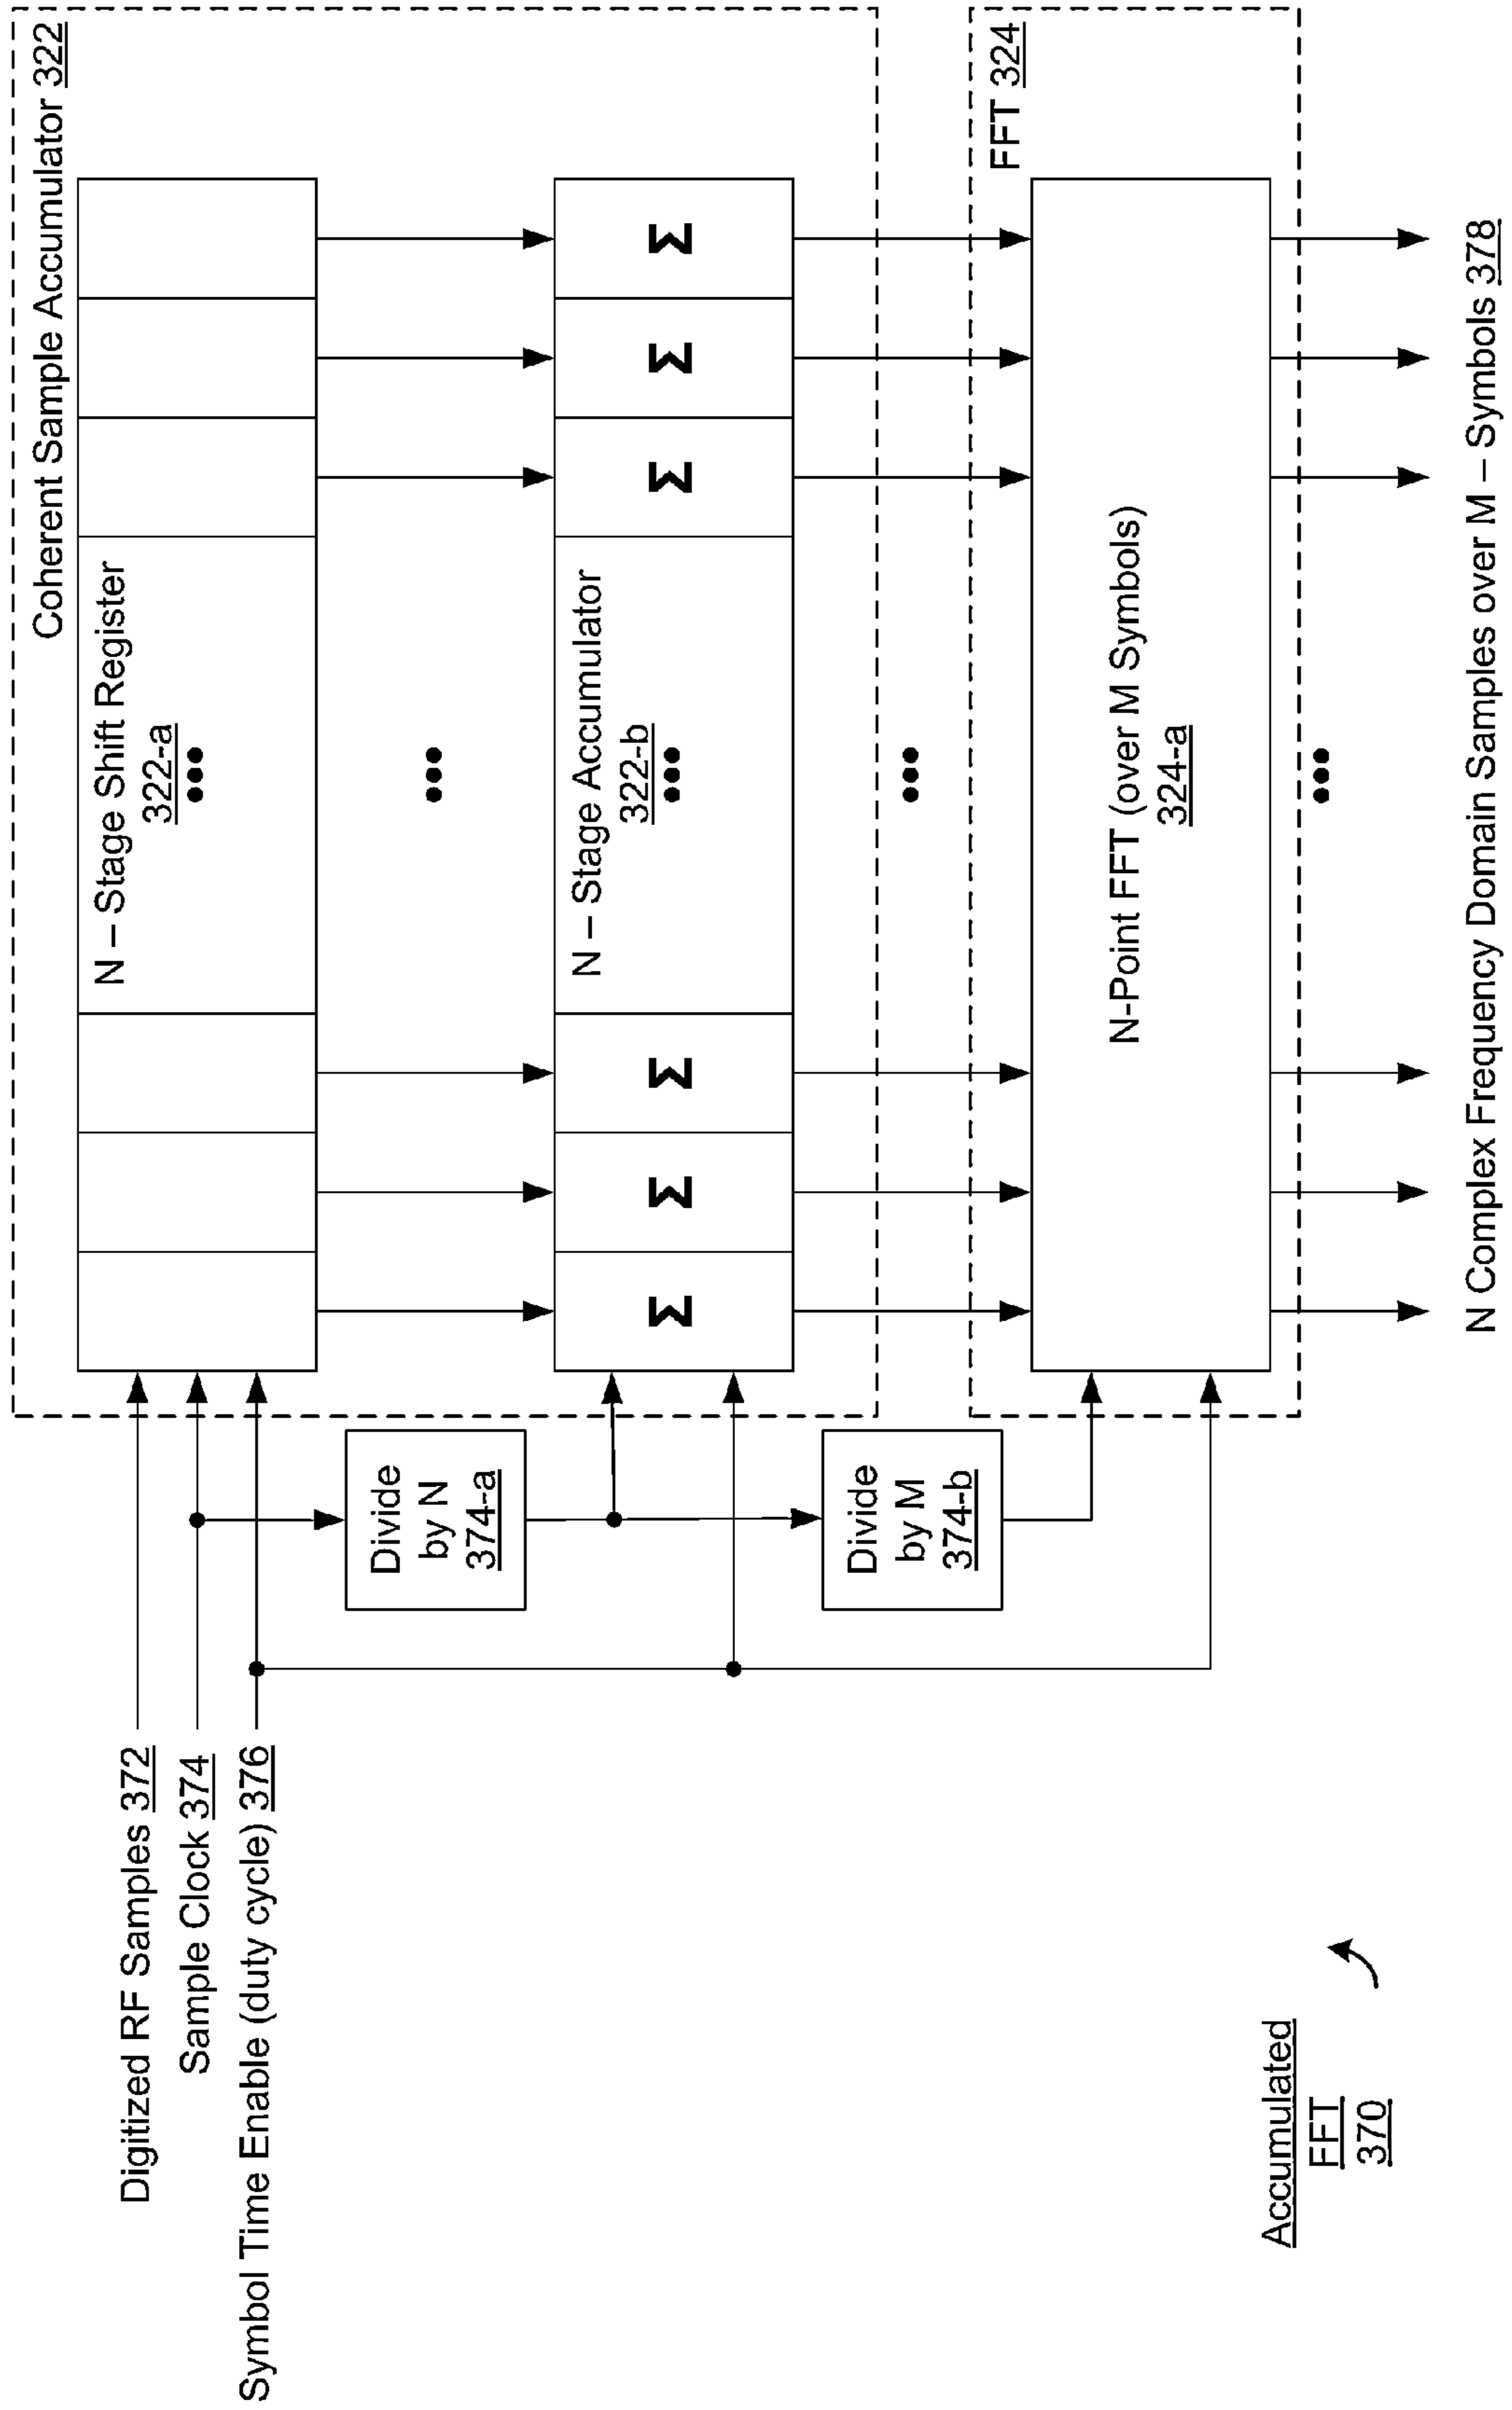 Coherent Sample Accumulator 322
N – Stage Shift Register
322-a
•••
•••
Digitized RF Samples 372
Sample Clock 374
Symbol Time Enable (duty cycle) 376
Divide
by N
374-a
N – Stage Accumulator
322-b
•••
Σ Σ Σ Σ Σ Σ
•••
Divide
by M
374-b
FFT 324
N-Point FFT (over M Symbols)
324-a
•••
N Complex Frequency Domain Samples over M – Symbols 378
Accumulated
FFT
370